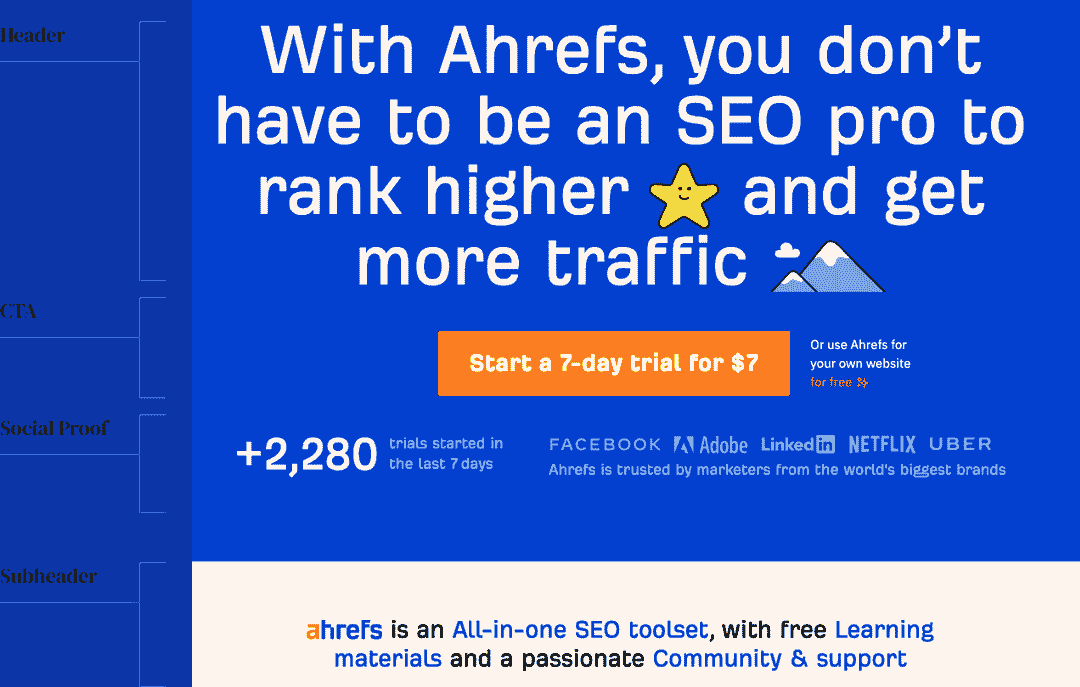 Header
With Ahrefs, you don’t
have to be an SEO pro to
rank higher and get
more traffic
CTA
Start a 7-day trial for $7
Or use Ahrefs for
your own website
for free
Social Proof
+2,280
trials started in
the last 7 days
FACEBOOK Adobe LinkedIn NETFLIX UBER
Ahrefs is trusted by marketers from the world's biggest brands
Subheader
ahrefs is an All-in-one SEO toolset, with free Learning
materials and a passionate Community & support